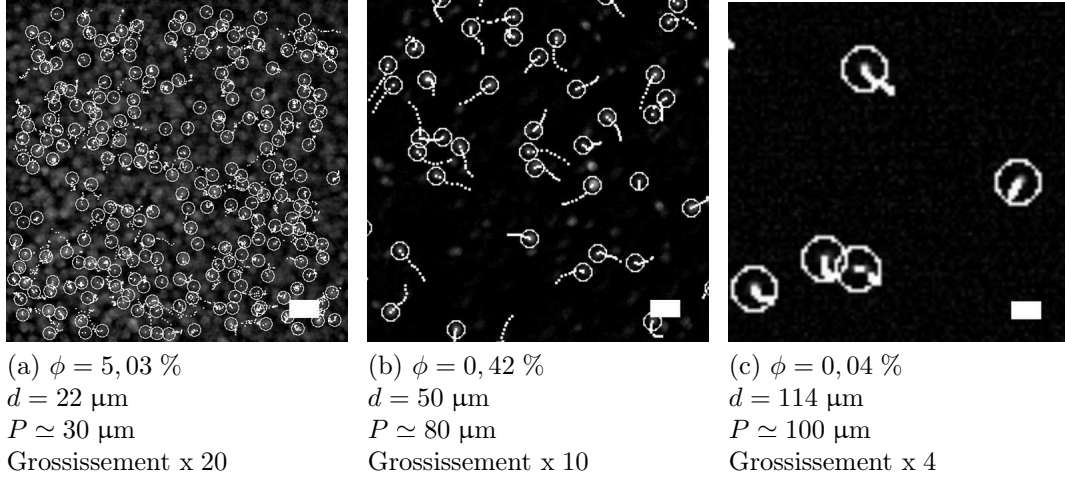 (a) ϕ = 5,03 %
d = 22 µm
P ≃ 30 µm
Grossissement x 20
(b) ϕ = 0,42 %
d = 50 µm
P ≃ 80 µm
Grossissement x 10
(c) ϕ = 0,04 %
d = 114 µm
P ≃ 100 µm
Grossissement x 4